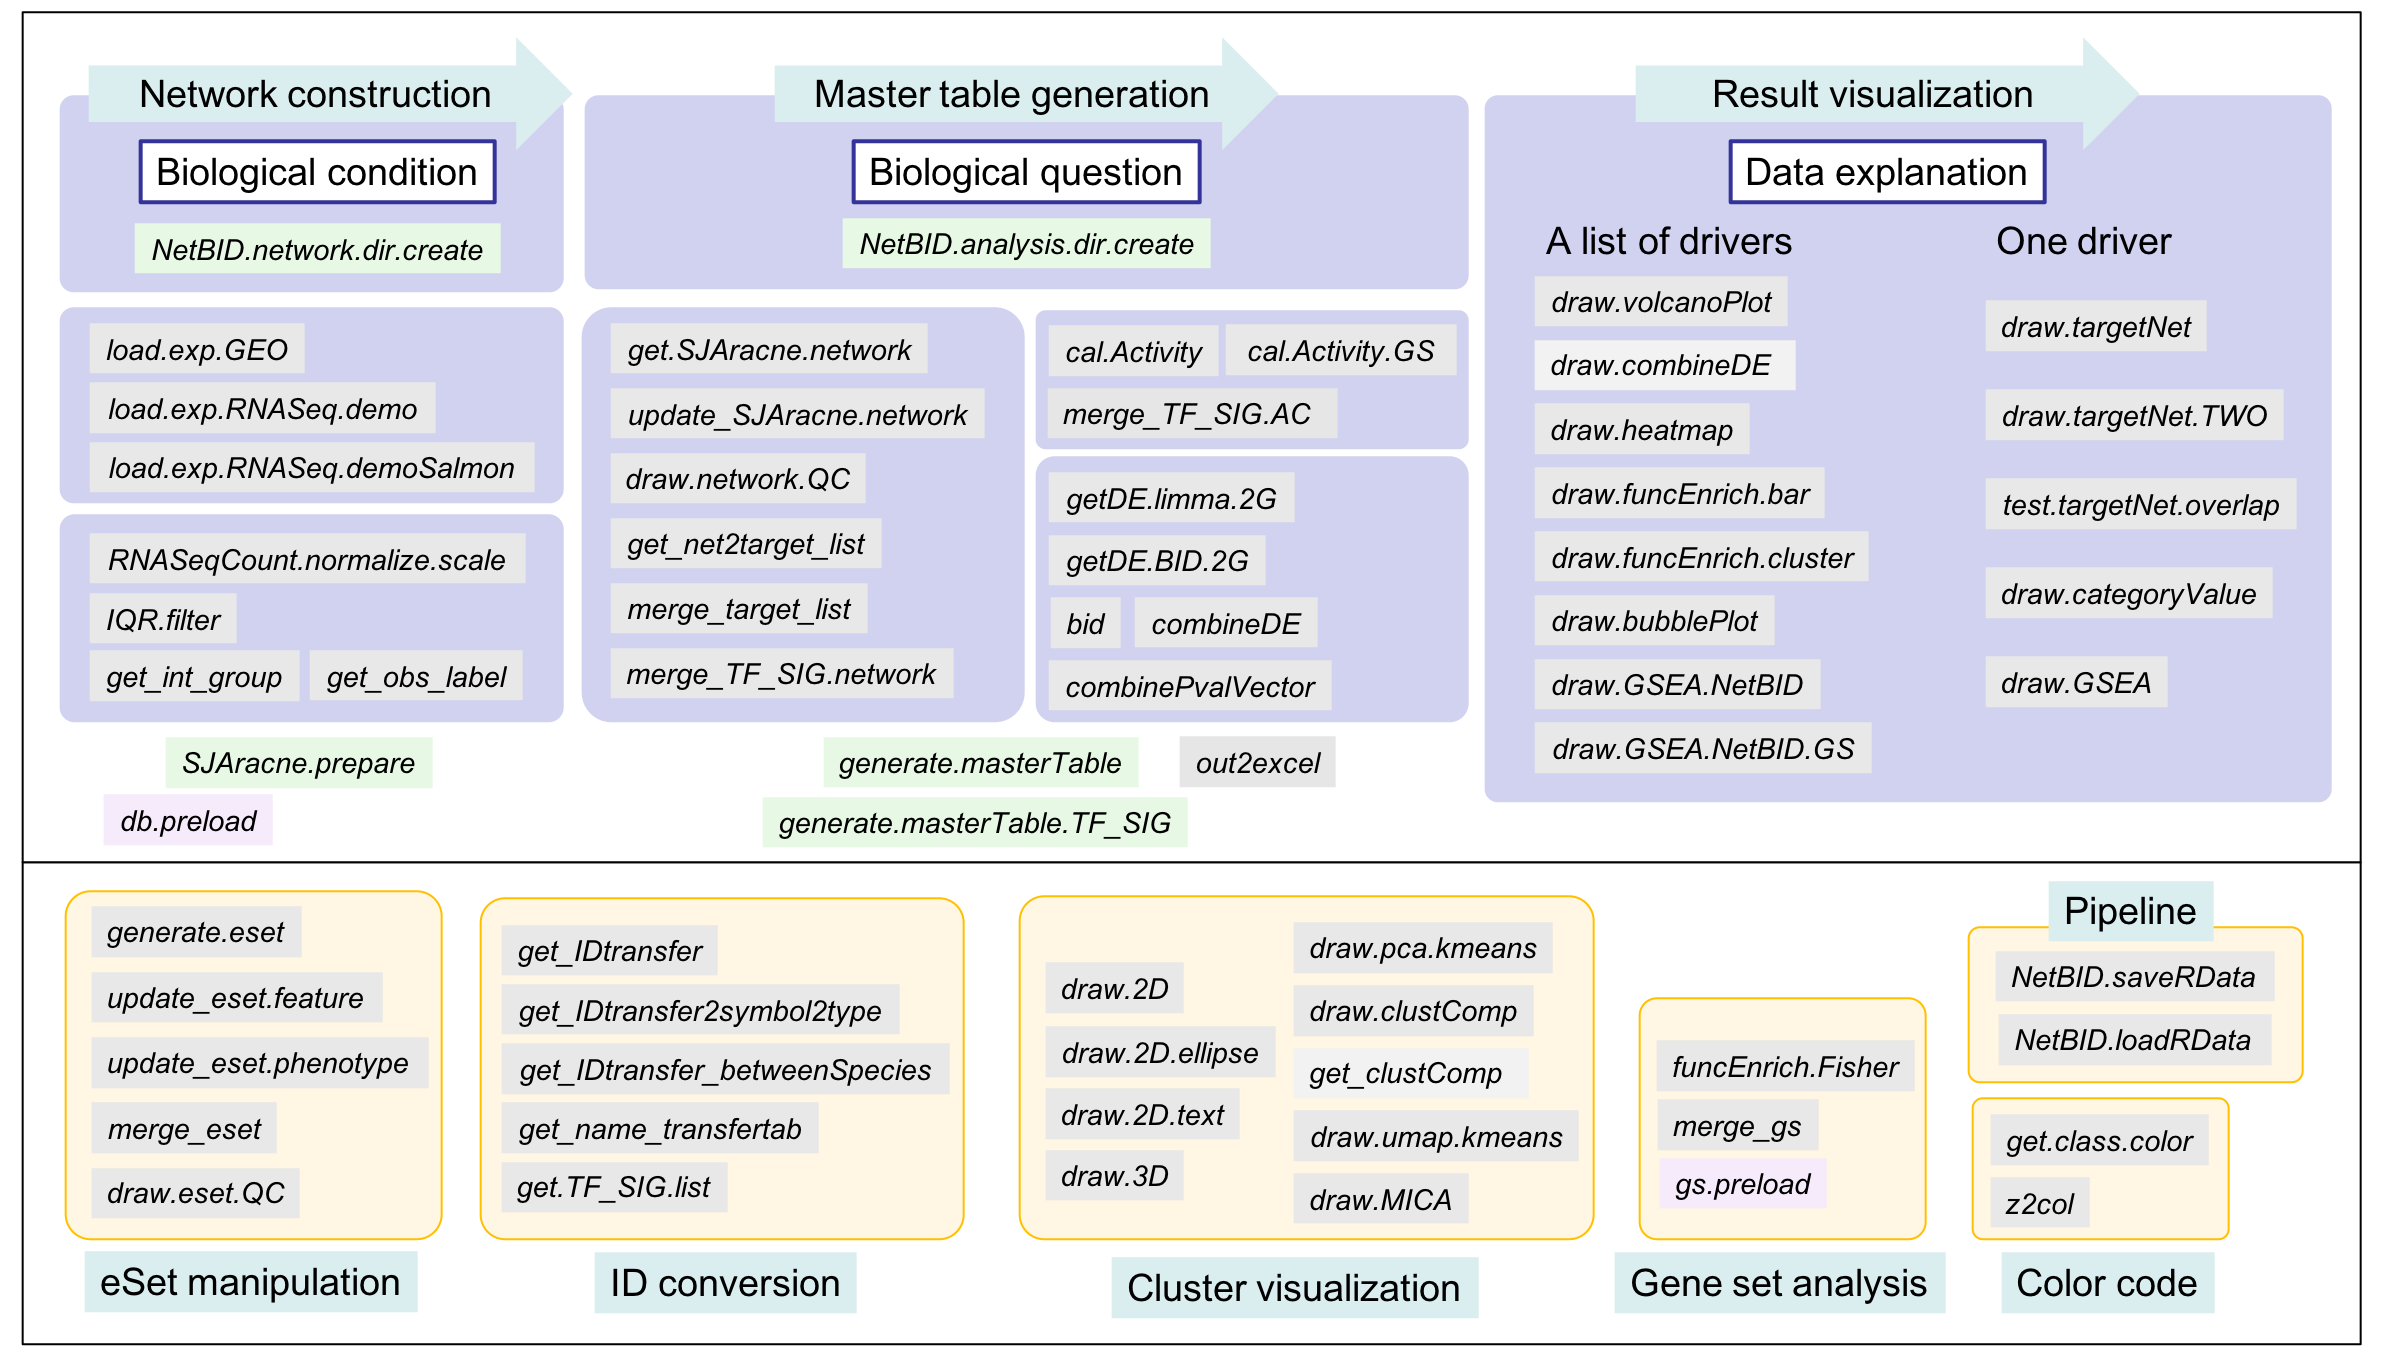 Network construction
Biological condition
NetBID.network.dir.create
load.exp.GEO
load.exp.RNASeq.demo
load.exp.RNASeq.demoSalmon
RNASeqCount.normalize.scale
IQR.filter
get_int_group get_obs_label
SJAracne.prepare
db.preload
Master table generation
Biological question
NetBID.analysis.dir.create
get.SJAracne.network
update_SJAracne.network
draw.network.QC
get_net2target_list
merge_target_list
merge_TF_SIG.network
cal.Activity cal.Activity.GS
merge_TF_SIG.AC
getDE.limma.2G
getDE.BID.2G
bid combineDE
combinePvalVector
generate.masterTable out2excel
generate.masterTable.TF_SIG
Result visualization
Data explanation
A list of drivers
draw.volcanoPlot
draw.combineDE
draw.heatmap
draw.funcEnrich.bar
draw.funcEnrich.cluster
draw.bubblePlot
draw.GSEA.NetBID
draw.GSEA.NetBID.GS
One driver
draw.targetNet
draw.targetNet.TWO
test.targetNet.overlap
draw.categoryValue
draw.GSEA
generate.eset
update_eset.feature
update_eset.phenotype
merge_eset
draw.eset.QC
eSet manipulation
get_IDtransfer
get_IDtransfer2symbol2type
get_IDtransfer_betweenSpecies
get_name_transfertab
get.TF_SIG.list
ID conversion
draw.2D
draw.2D.ellipse
draw.2D.text
draw.3D
draw.pca.kmeans
draw.clustComp
get_clustComp
draw.umap.kmeans
draw.MICA
Cluster visualization
funcEnrich.Fisher
merge_gs
gs.preload
Gene set analysis
Pipeline
NetBID.saveRData
NetBID.loadRData
get.class.color
z2col
Color code